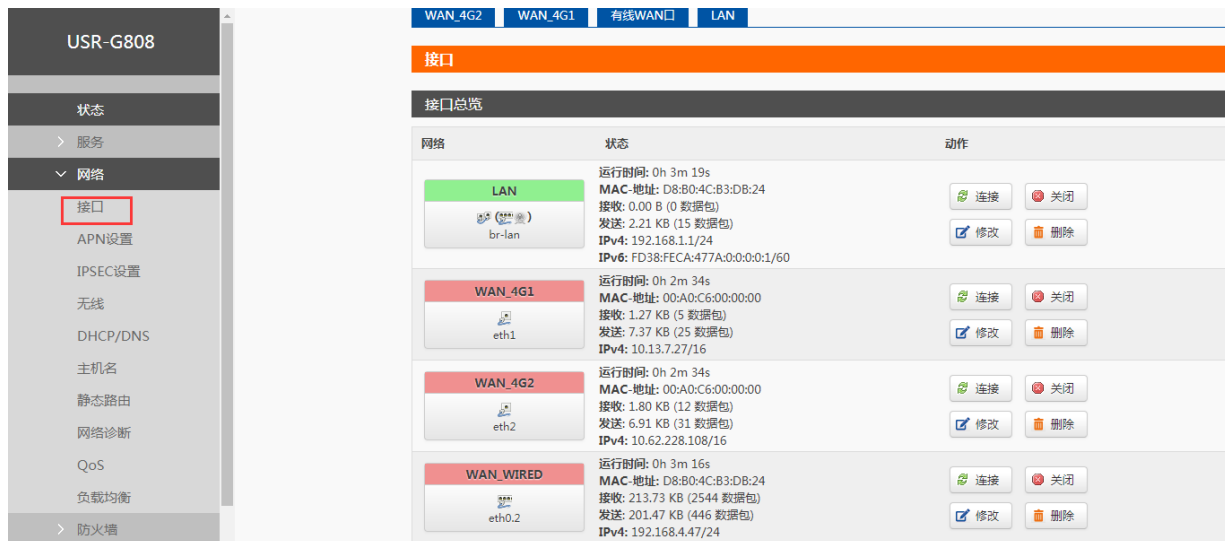 USR-G808
状态
服务
网络
接口
APN设置
IPSEC设置
无线
DHCP/DNS
主机名
静态路由
网络诊断
QoS
负载均衡
防火墙
WAN_4G2 WAN_4G1 有线WAN口 LAN
接口
接口总览
网络 状态 动作
LAN
br-lan
运行时间: 0h 3m 19s
MAC-地址: D8:B0:4C:B3:DB:24
接收: 0.00 B (0 数据包)
发送: 2.21 KB (15 数据包)
IPv4: 192.168.1.1/24
IPv6: FD38:FECA:477A:0:0:0:0:1/60
连接 关闭
修改 删除
WAN_4G1
eth1
运行时间: 0h 2m 34s
MAC-地址: 00:A0:C6:00:00:00
接收: 1.27 KB (5 数据包)
发送: 7.37 KB (25 数据包)
IPv4: 10.13.7.27/16
连接 关闭
修改 删除
WAN_4G2
eth2
运行时间: 0h 2m 34s
MAC-地址: 00:A0:C6:00:00:00
接收: 1.80 KB (12 数据包)
发送: 6.91 KB (31 数据包)
IPv4: 10.62.228.108/16
连接 关闭
修改 删除
WAN_WIRED
eth0.2
运行时间: 0h 3m 16s
MAC-地址: D8:B0:4C:B3:DB:24
接收: 213.73 KB (2544 数据包)
发送: 201.47 KB (446 数据包)
IPv4: 192.168.4.47/24
连接 关闭
修改 删除